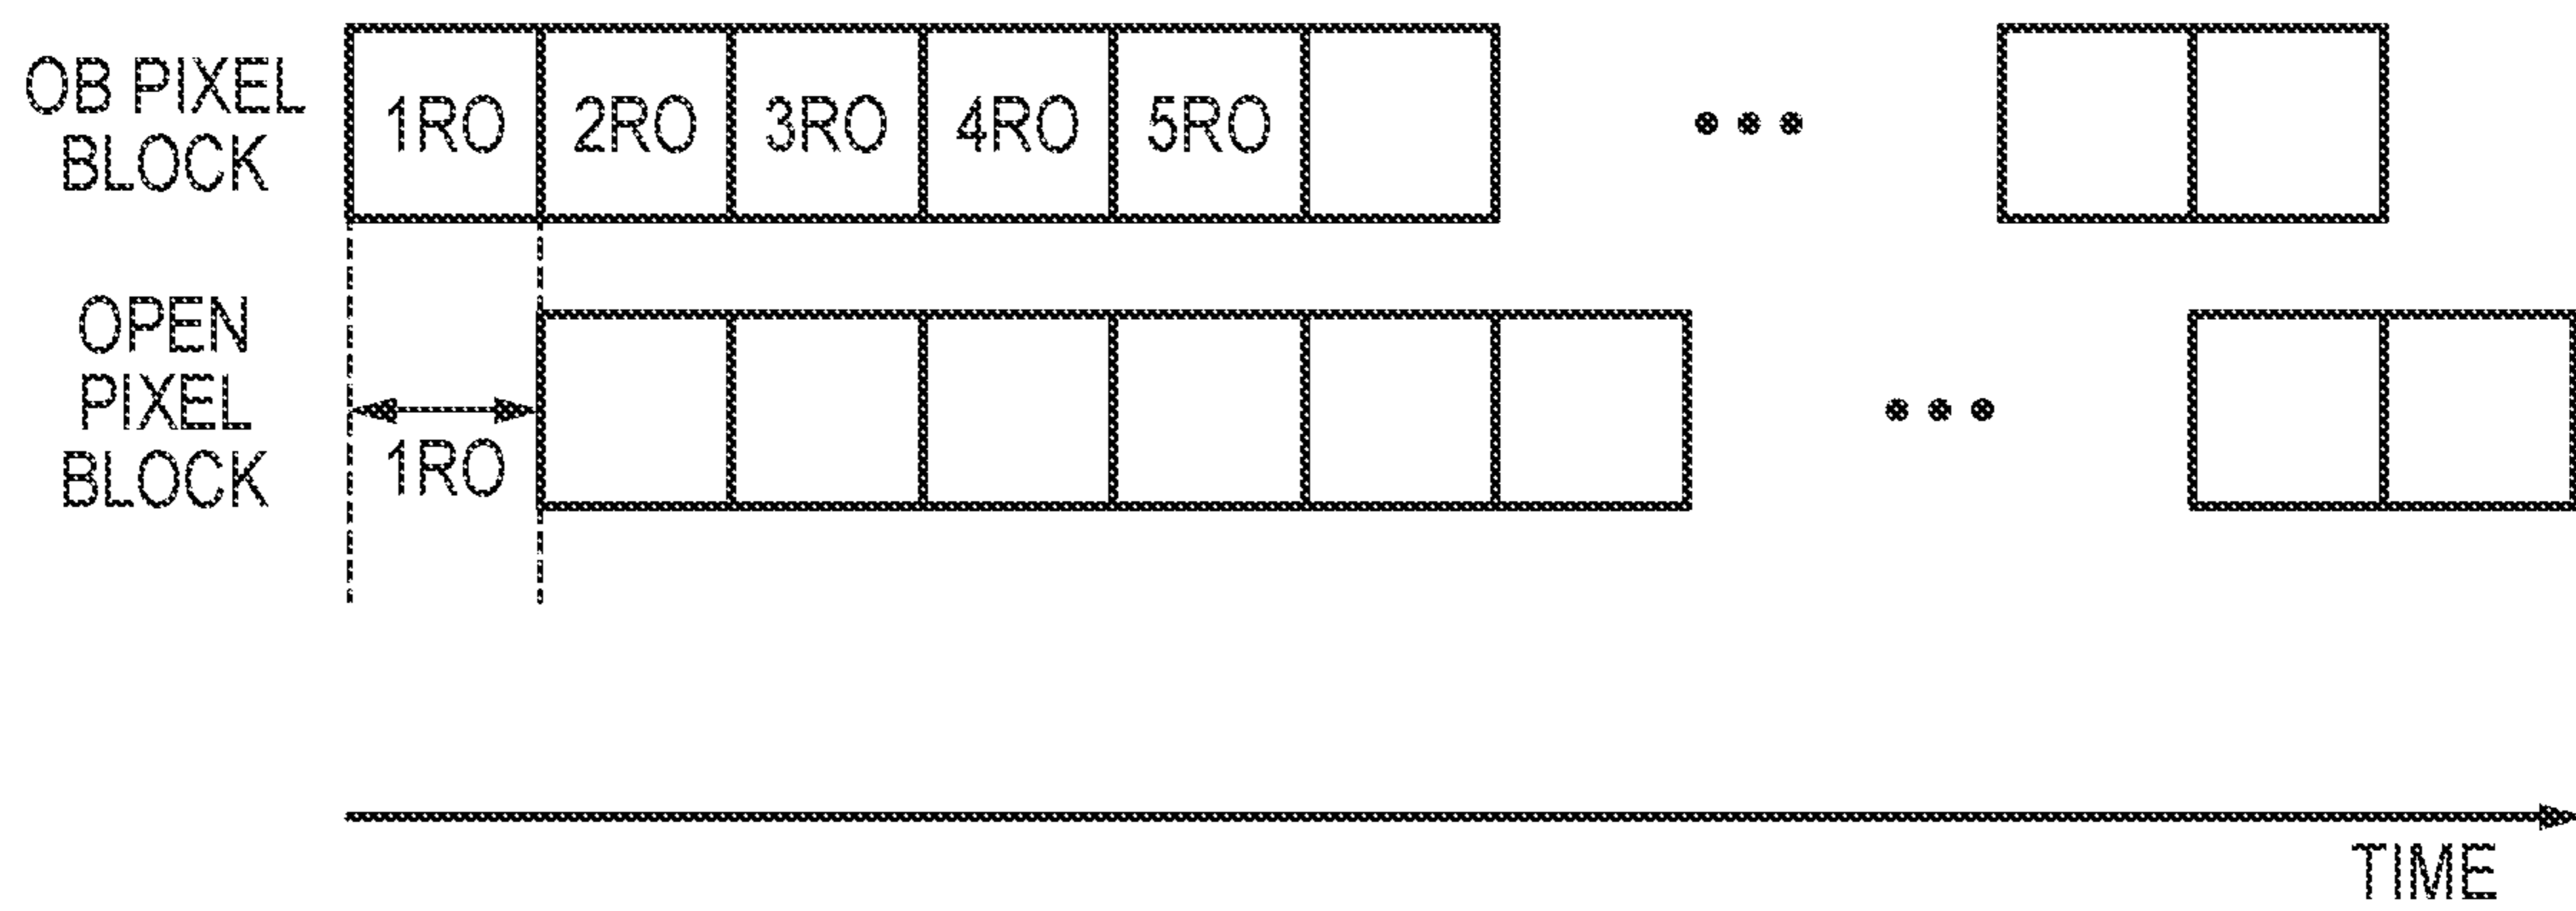 OB PIXEL
BLOCK
1RO 2RO 3RO 4RO 5RO
OPEN
PIXEL
BLOCK
1RO
TIME